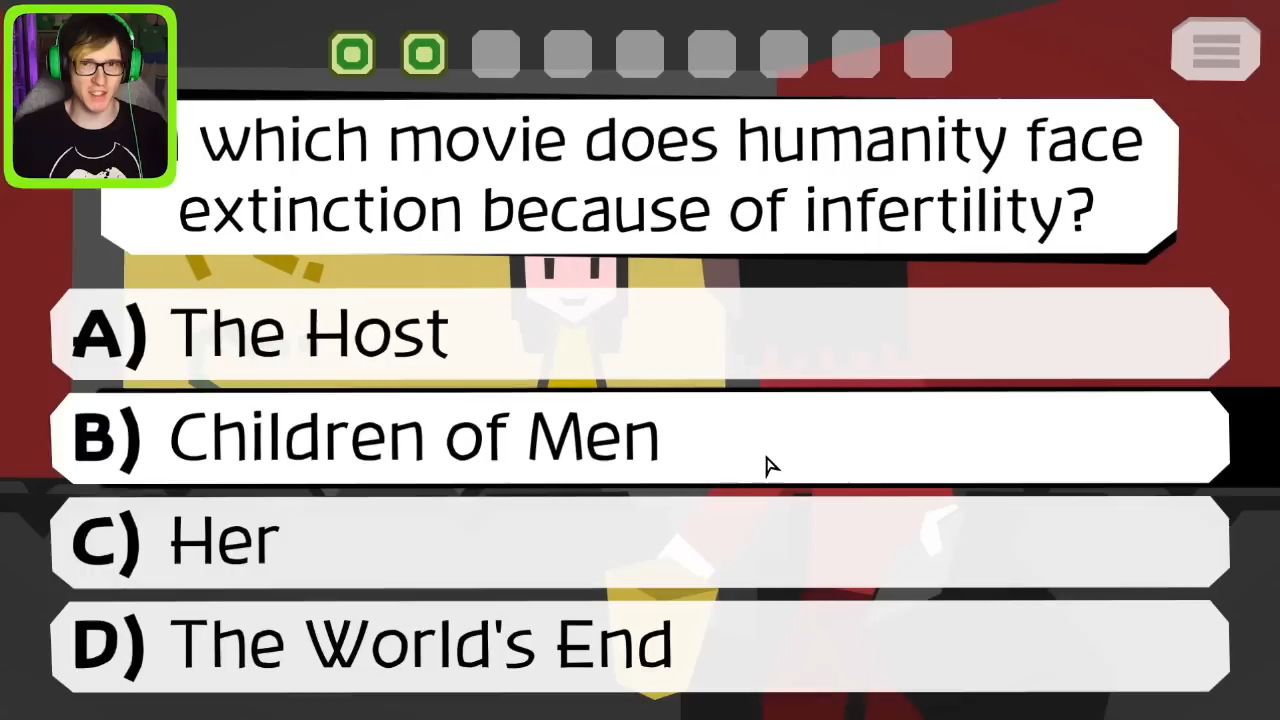 which movie does humanity face
extinction because of infertility?
A) The Host
B) Children of Men
C) Her
D) The World's End